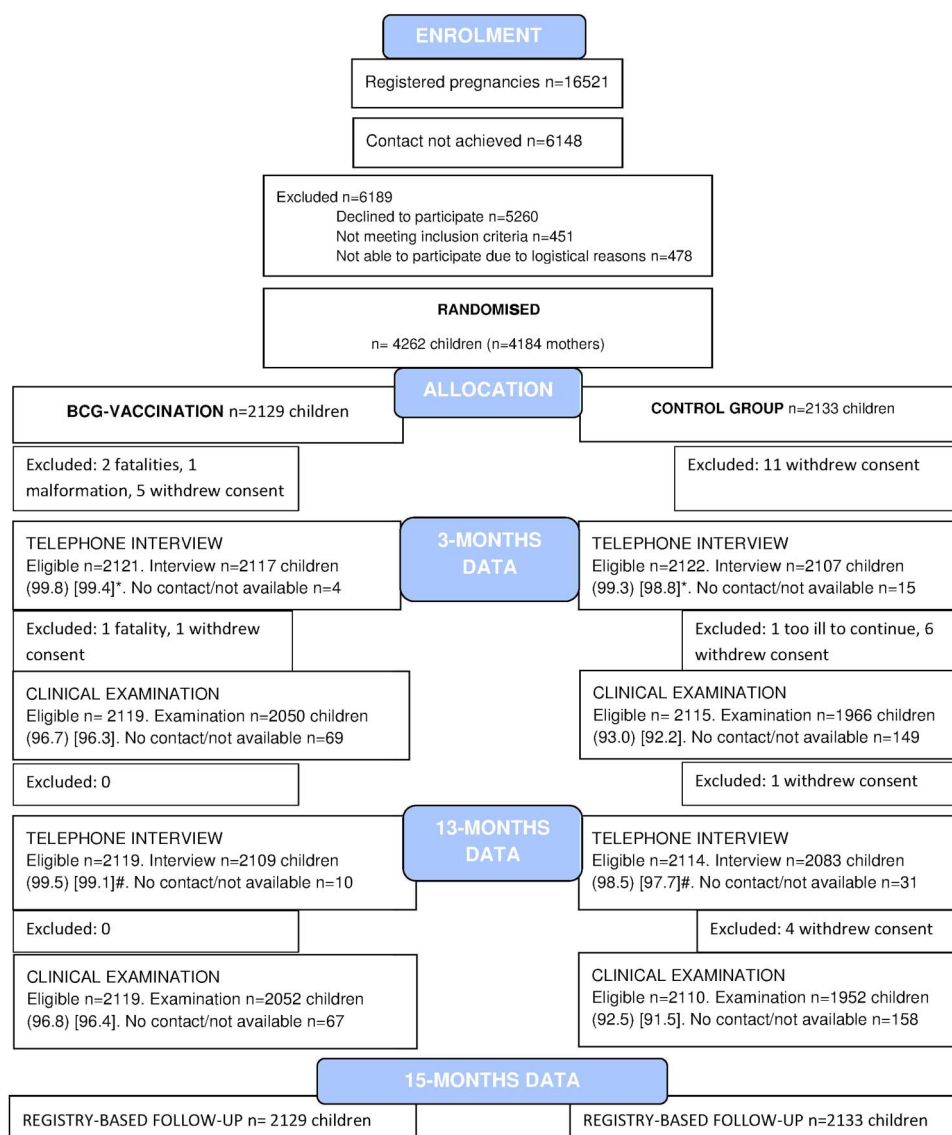 ENROLMENT
Registered pregnancies n=16521
Contact not achieved n=6148
Excluded n=6189
Declined to participate n=5260
Not meeting inclusion criteria n=451
Not able to participate due to logistical reasons n=478
RANDOMISED
n= 4262 children (n=4184 mothers)
ALLOCATION
BCG-VACCINATION n=2129 children
CONTROL GROUP n=2133 children
Excluded: 2 fatalities, 1
malformation, 5 withdrew consent
Excluded: 11 withdrew consent
3-MONTHS
DATA
TELEPHONE INTERVIEW
Eligible n=2121. Interview n=2117 children
(99.8) [99.4]*. No contact/not available n=4
TELEPHONE INTERVIEW
Eligible n=2122. Interview n=2107 children
(99.3) [98.8]*. No contact/not available n=15
Excluded: 1 fatality, 1 withdrew
consent
Excluded: 1 too ill to continue, 6
withdrew consent
CLINICAL EXAMINATION
Eligible n= 2119. Examination n=2050 children
(96.7) [96.3]. No contact/not available n=69
CLINICAL EXAMINATION
Eligible n= 2115. Examination n=1966 children
(93.0) [92.2]. No contact/not available n=149
Excluded: 0
Excluded: 1 withdrew consent
13-MONTHS
DATA
TELEPHONE INTERVIEW
Eligible n=2119. Interview n=2109 children
(99.5) [99.1]#. No contact/not available n=10
TELEPHONE INTERVIEW
Eligible n=2114. Interview n=2083 children
(98.5) [97.7]#. No contact/not available n=31
Excluded: 0
Excluded: 4 withdrew consent
CLINICAL EXAMINATION
Eligible n=2119. Examination n=2052 children
(96.8) [96.4]. No contact/not available n=67
CLINICAL EXAMINATION
Eligible n=2110. Examination n=1952 children
(92.5) [91.5]. No contact/not available n=158
15-MONTHS DATA
REGISTRY-BASED FOLLOW-UP n= 2129 children
REGISTRY-BASED FOLLOW-UP n=2133 children